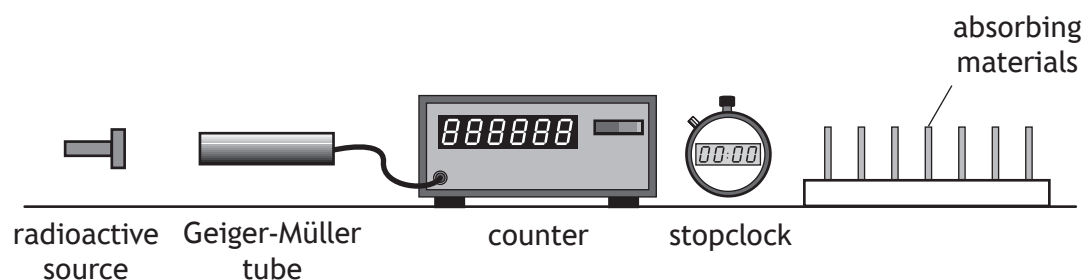 absorbing
materials
888888
00:00
radioactive
source
Geiger-Müller
tube
counter
stopclock